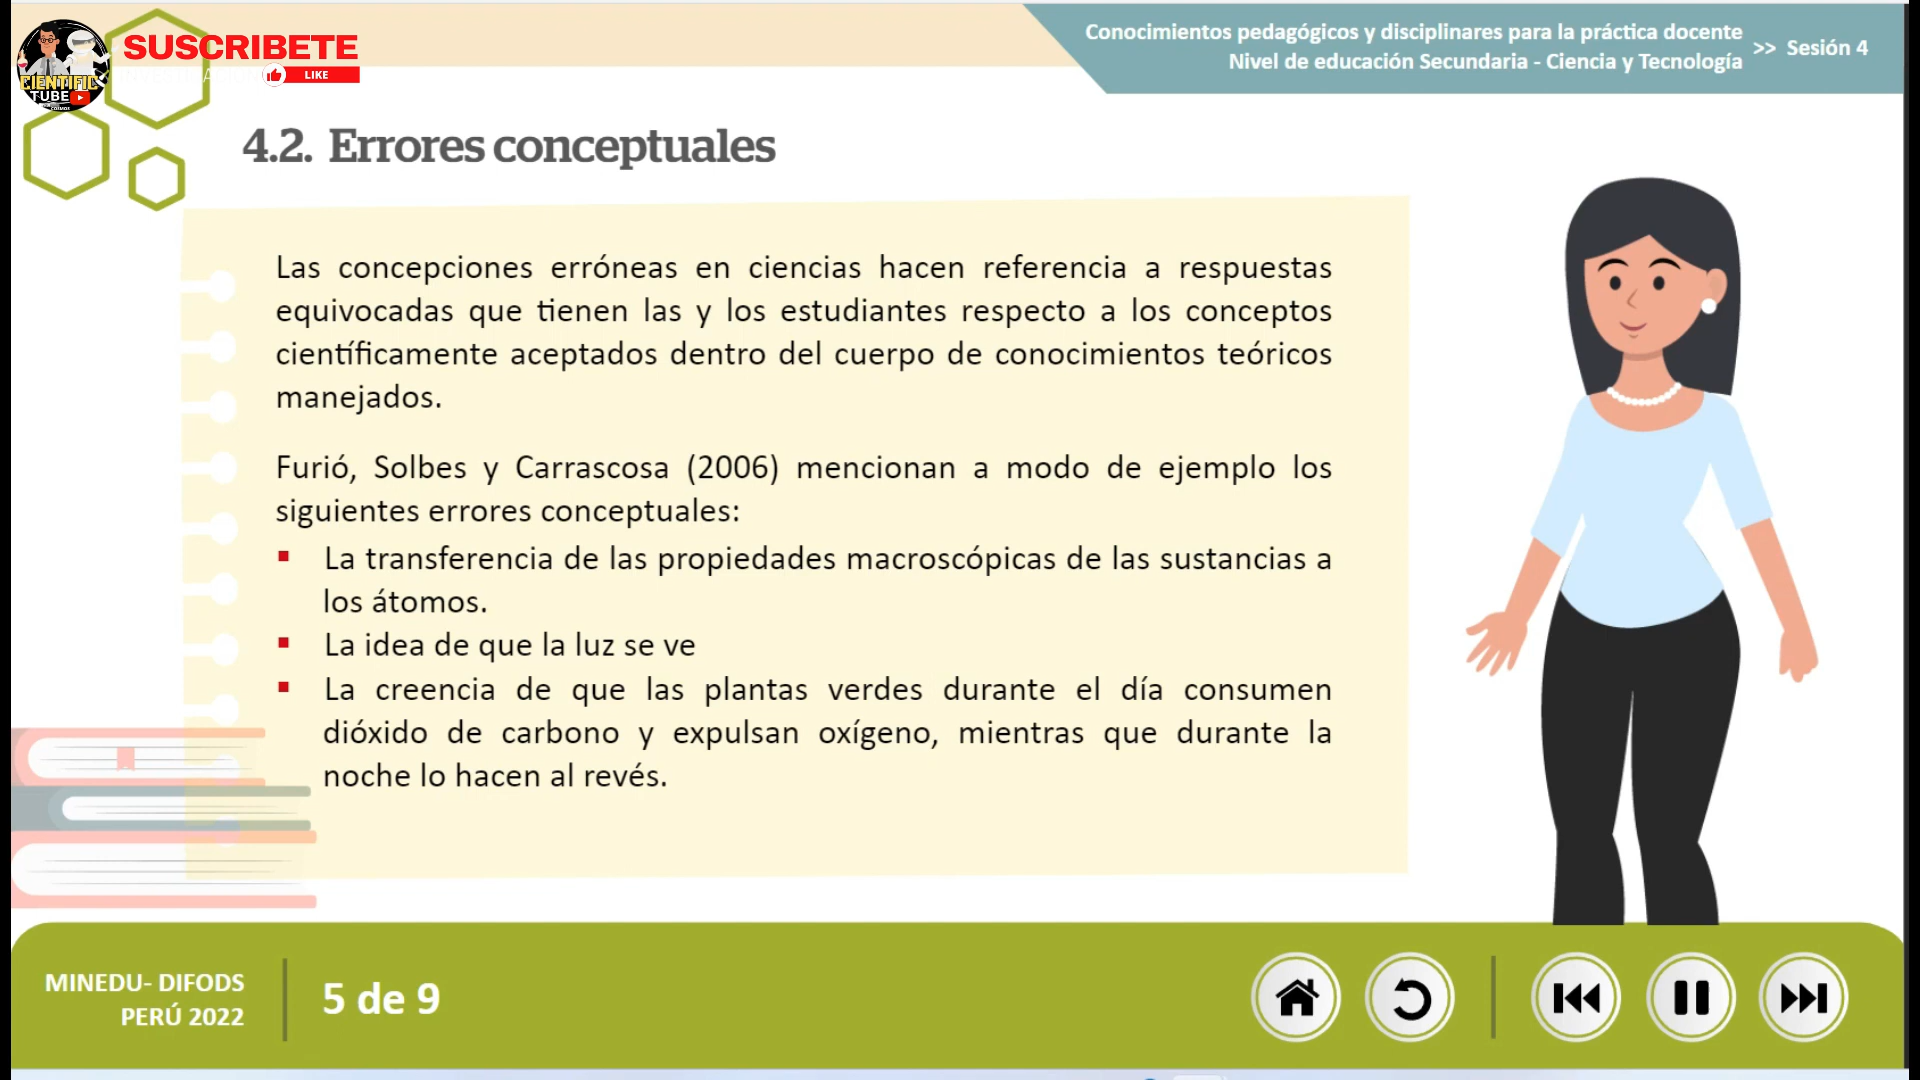 SUSCRIBETE
LIKE
CIENTIFIC
TUBE
Conocimientos pedagógicos y disciplinares para la práctica docente
Nivel de educación Secundaria - Ciencia y Tecnología
>> Sesión 4
4.2. Errores conceptuales
Las concepciones erróneas en ciencias hacen referencia a respuestas
equivocadas que tienen las y los estudiantes respecto a los conceptos
científicamente aceptados dentro del cuerpo de conocimientos teóricos
manejados.
Furió, Solbes y Carrascosa (2006) mencionan a modo de ejemplo los
siguientes errores conceptuales:
▪ La transferencia de las propiedades macroscópicas de las sustancias a
los átomos.
▪ La idea de que la luz se ve
▪ La creencia de que las plantas verdes durante el día consumen
dióxido de carbono y expulsan oxígeno, mientras que durante la
noche lo hacen al revés.
MINEDU- DIFODS
PERÚ 2022
5 de 9